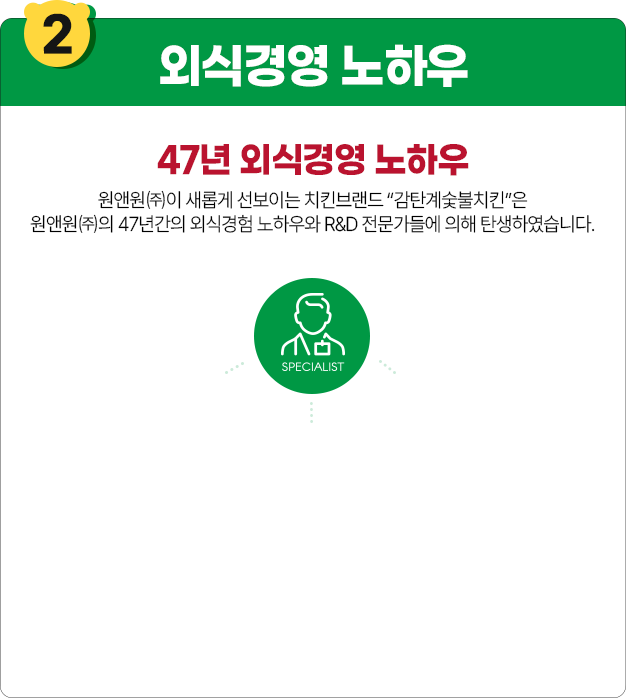 2
외식경영 노하우
47년 외식경영 노하우
원앤원㈜이 새롭게 선보이는 치킨브랜드 “감탄계숯불치킨”은
원앤원㈜의 47년간의 외식경험 노하우와 R&D 전문가들에 의해 탄생하였습니다.
SPECIALIST